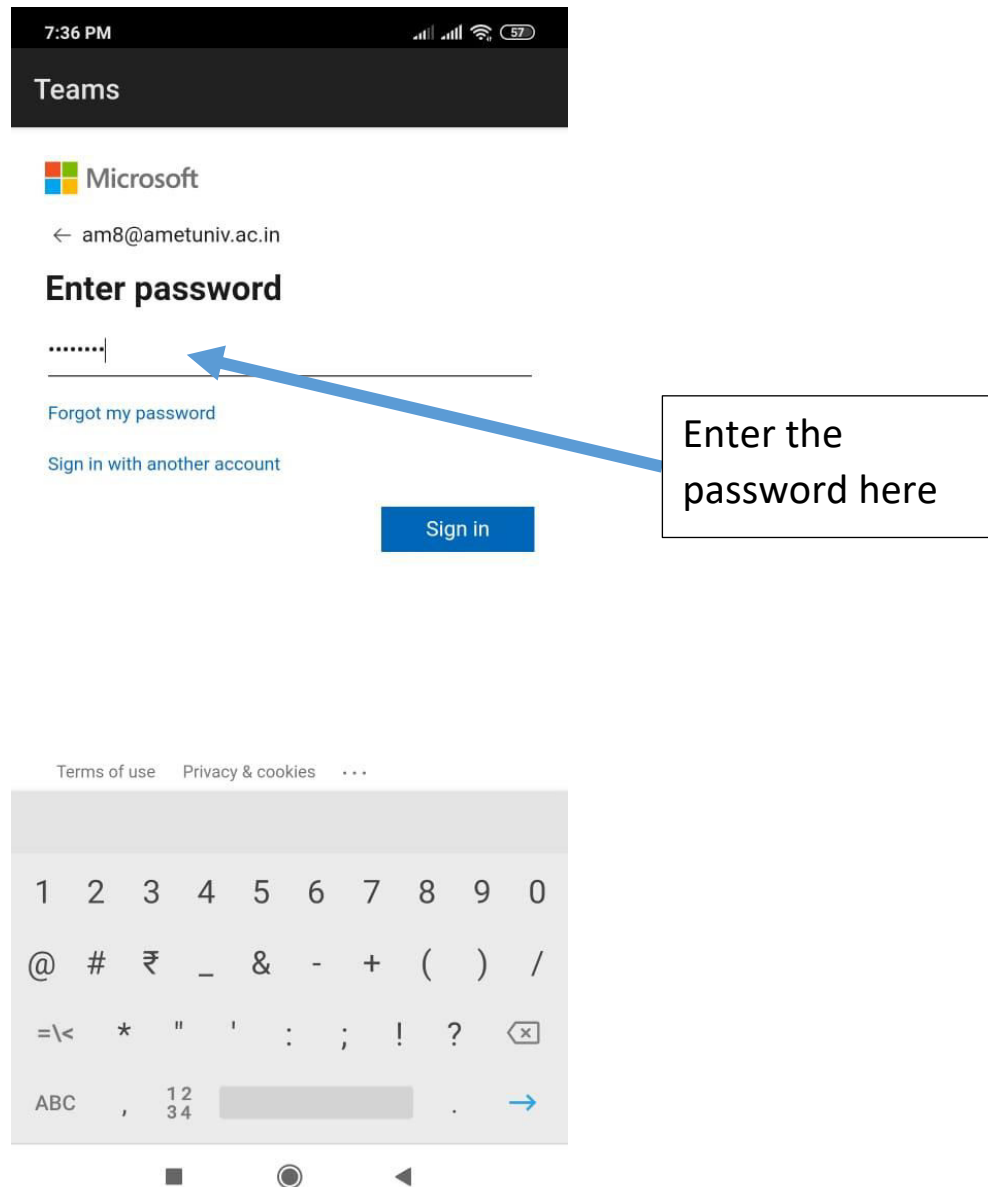 7:36 PM 57
Teams
Microsoft
← am8@ametuniv.ac.in
Enter password
••••••••
Forgot my password
Sign in with another account
Enter the
password here
Sign in
Terms of use Privacy & cookies ...
1 2 3 4 5 6 7 8 9 0
@ # ₹ _ & - + ( ) /
=\< * " ' : ; ! ?
ABC , 12 .
34